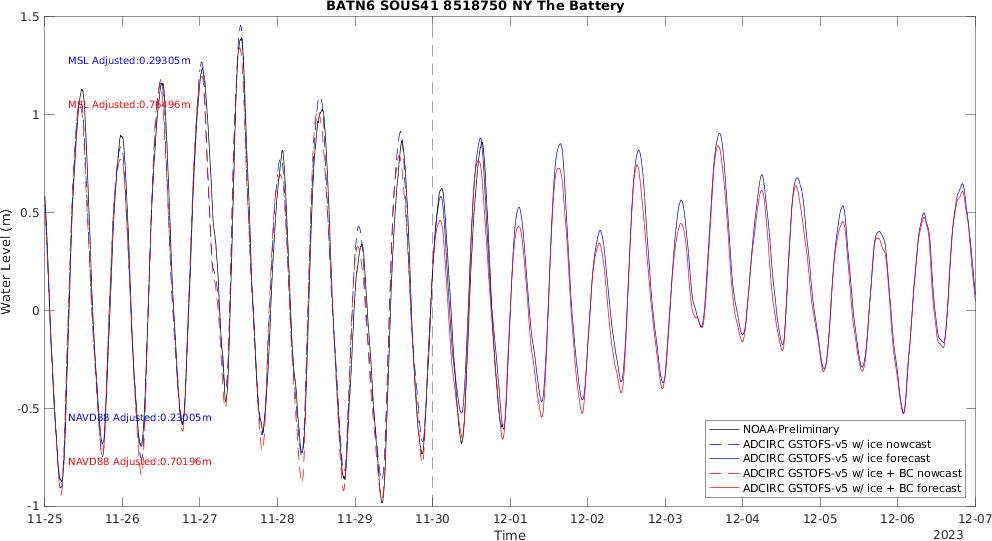 BATN6 SOUS41 8518750 NY The Battery
1.5
MSL Adjusted:0.29305m
MSL Adjusted:0.76496m
1
0.5
Water Level (m)
0
-0.5
NAVD88 Adjusted:0.23005m
NAVD88 Adjusted:0.70196m
-1
NOAA-Preliminary
ADCIRC GSTOFS-v5 w/ ice nowcast
ADCIRC GSTOFS-v5 w/ ice forecast
ADCIRC GSTOFS-v5 w/ ice + BC nowcast
ADCIRC GSTOFS-v5 w/ ice + BC forecast
11-25 11-26 11-27 11-28 11-29 11-30 12-01 12-02 12-03 12-04 12-05 12-06 12-07
Time
2023